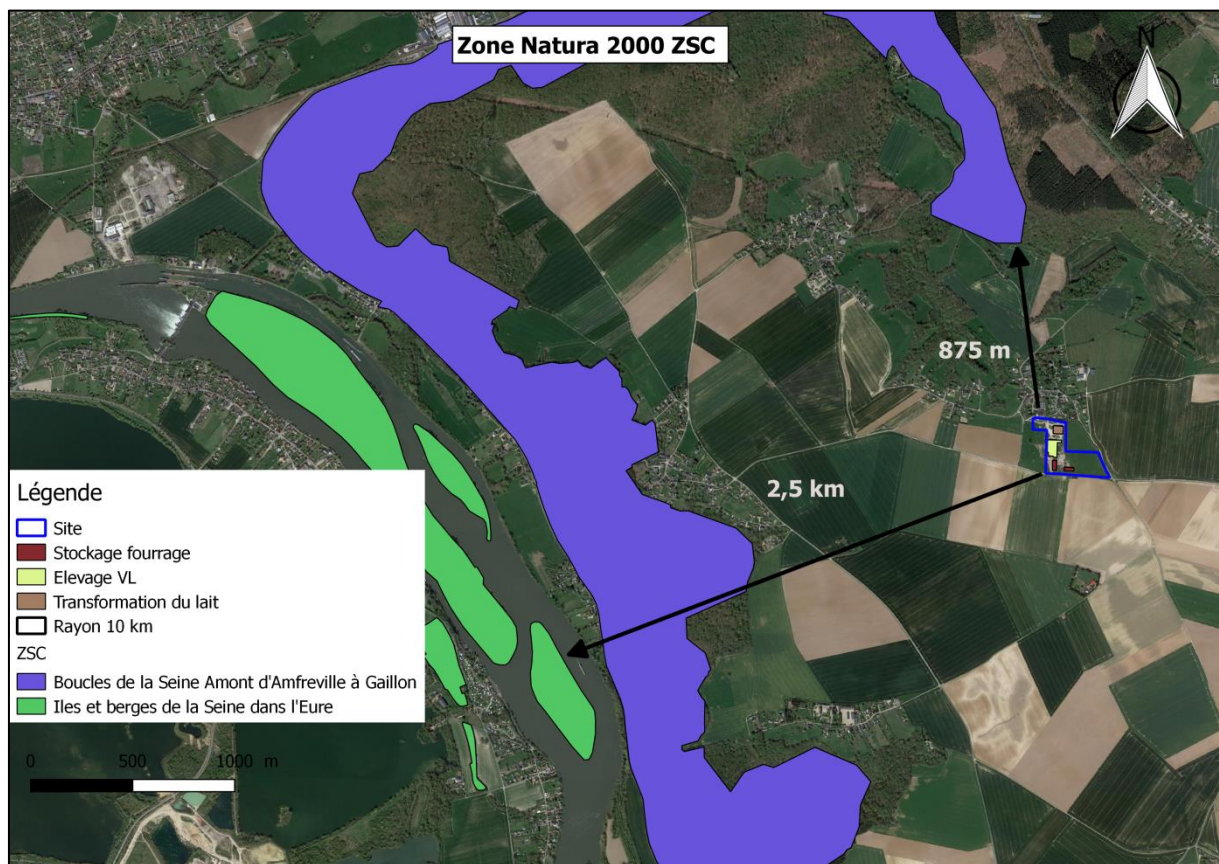 Zone Natura 2000 ZSC
N
875 m
2,5 km
Légende
Site
Stockage fourrage
Elevage VL
Transformation du lait
Rayon 10 km
ZSC
Boucles de la Seine Amont d'Amfreville à Gaillon
Iles et berges de la Seine dans l'Eure
0 500 1000 m